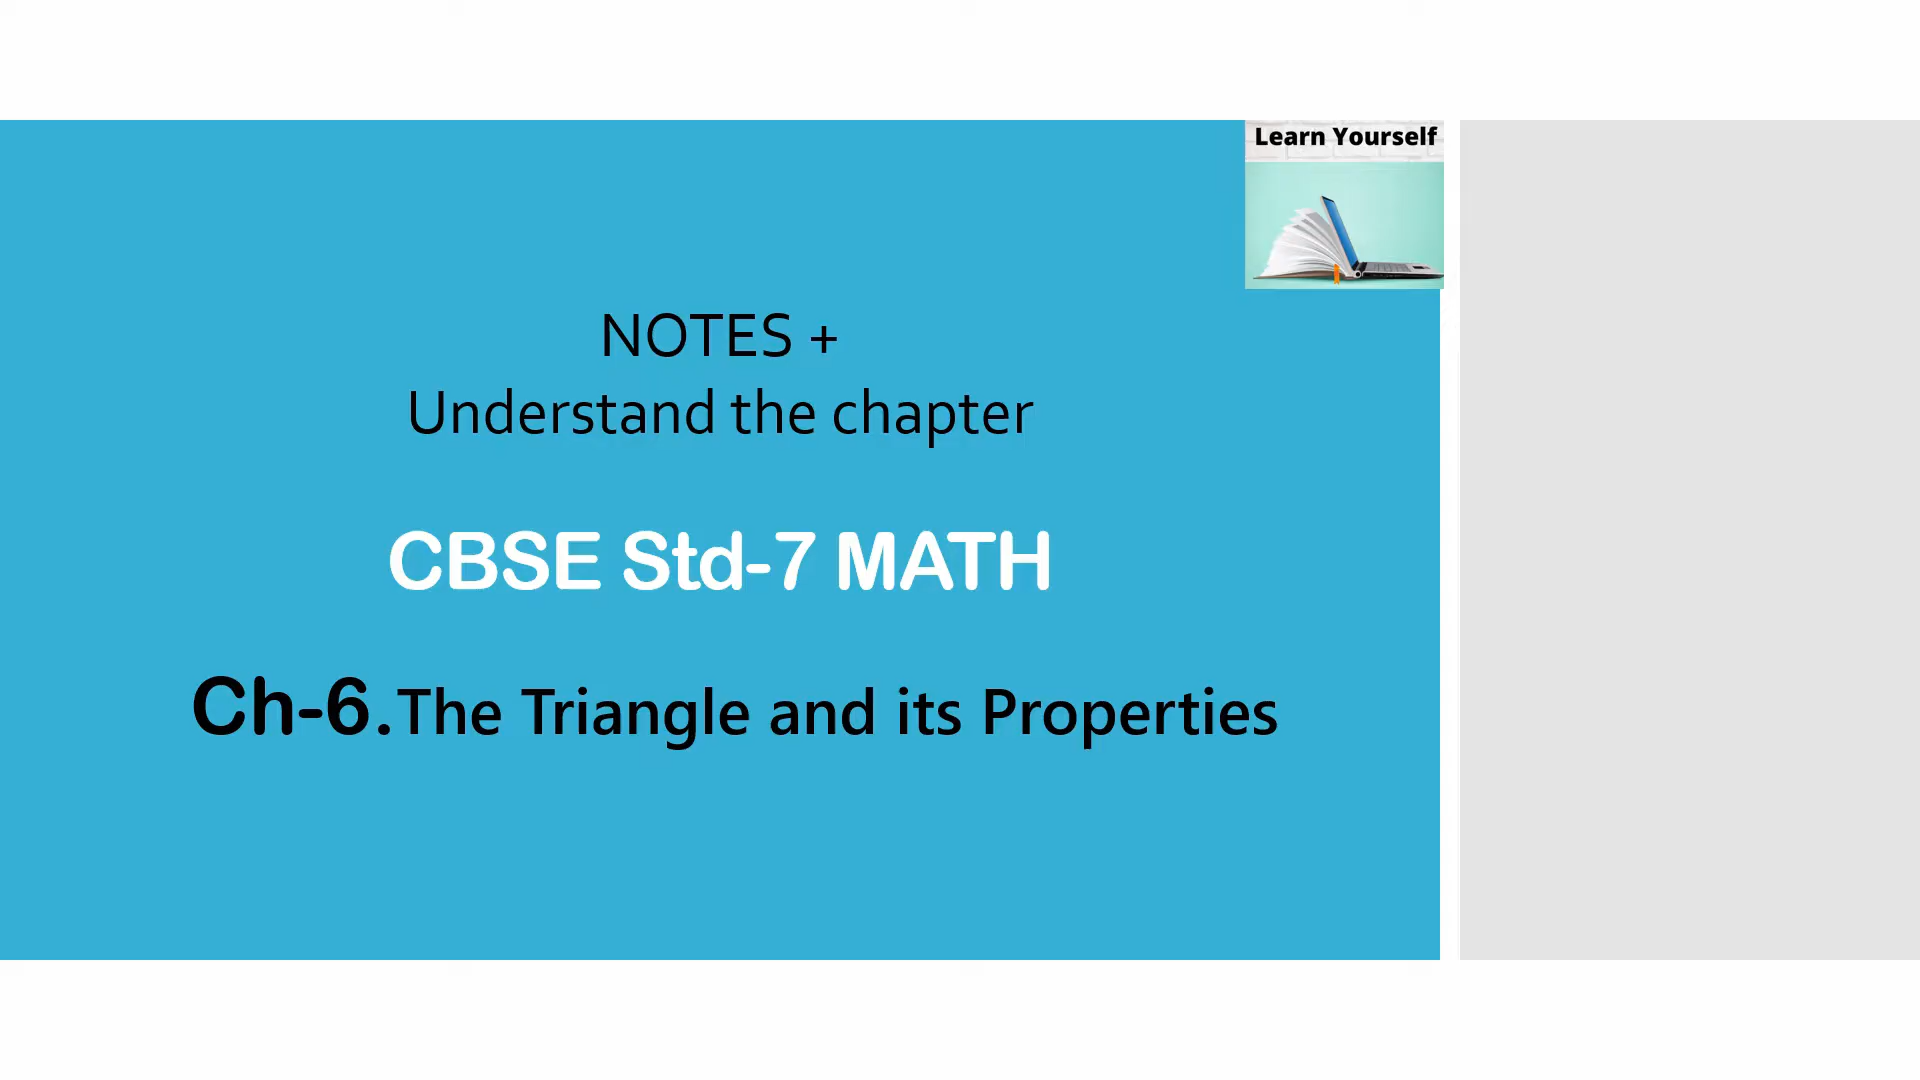 Learn Yourself
NOTES +
Understand the chapter
CBSE Std-7 MATH
Ch-6.The Triangle and its Properties